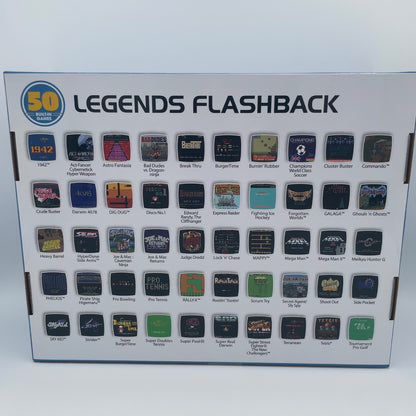 50
BUILT-IN
GAMES
LEGENDS FLASHBACK
1942™
Act-Fancer
Cybernetick
Hyper Weapon
Astro Fantasia
Bad Dudes
vs. Dragon-
ninja
Break Thru
BurgerTime
Burnin' Rubber
Champions
World Class
Soccer
Cluster Buster
Commando™
Crude Buster
Darwin 4078
DIG DUG™
Disco No.1
Edward
Randy, The
Cliffhanger
Express Raider
Fighting Ice
Hockey
Forgotten
Worlds™
GALAGA™
Ghouls 'n Ghosts™
Heavy Barrel
HyperDyne
Side Arms™
Joe & Mac -
Caveman
Ninja
Joe & Mac
Returns
Judge Dredd
Lock 'n' Chase
MAPPY™
Mega Man™
Mega Man X™
Meikyu Hunter G
PHELIOS™
Pirate Ship
Higemaru™
Pro Bowling
Pro Tennis
RALLY-X™
Rootin' Tootin'
Scrum Try
Secret Agent/
Sly Spy
Shoot Out
Side Pocket
SKY KID™
Strider™
Super
BurgerTime
Super Doubles
Tennis
Super Pool III
Super Real
Darwin
Super Street
Fighter® II
The New
Challengers™
Terranean
Tetris®
Tournament
Pro Golf